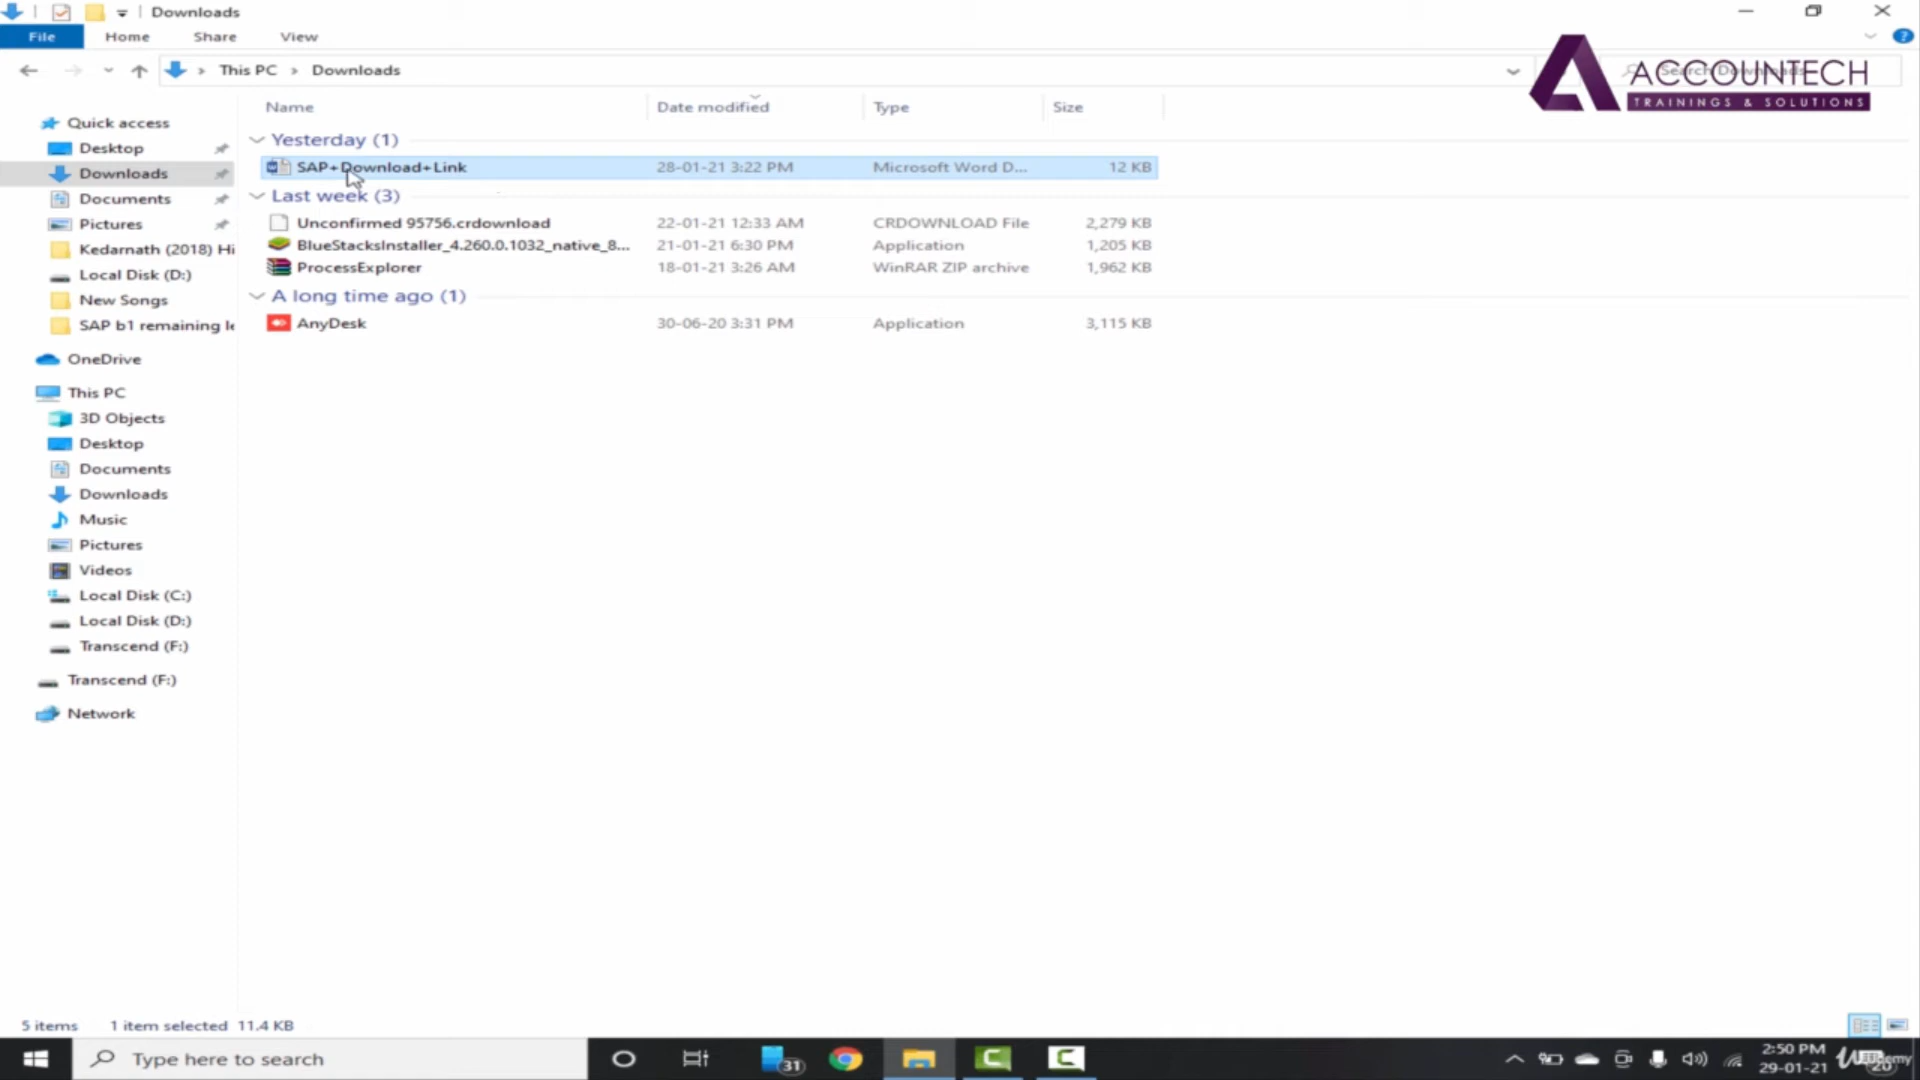 Downloads
File Home Share View
This PC Downloads
ACCOUNTECH
TRAININGS & SOLUTIONS
Name Date modified Type Size
Quick access
Desktop
Downloads
Documents
Pictures
Kedarnath (2018) Hi
Local Disk (D:)
New Songs
SAP b1 remaining le
OneDrive
This PC
3D Objects
Desktop
Documents
Downloads
Music
Pictures
Videos
Local Disk (C:)
Local Disk (D:)
Transcend (F:)
Transcend (F:)
Network
Yesterday (1)
SAP+Download+Link 28-01-21 3:22 PM Microsoft Word D... 12 KB
Last week (3)
Unconfirmed 95756.crdownload 22-01-21 12:33 AM CRDOWNLOAD File 2,279 KB
BlueStacksInstaller_4.260.0.1032_native_8... 21-01-21 6:30 PM Application 1,205 KB
ProcessExplorer 18-01-21 3:26 AM WinRAR ZIP archive 1,962 KB
A long time ago (1)
AnyDesk 30-06-20 3:31 PM Application 3,115 KB
5 items 1 item selected 11.4 KB
Type here to search
31
2:50 PM
29-01-21
20